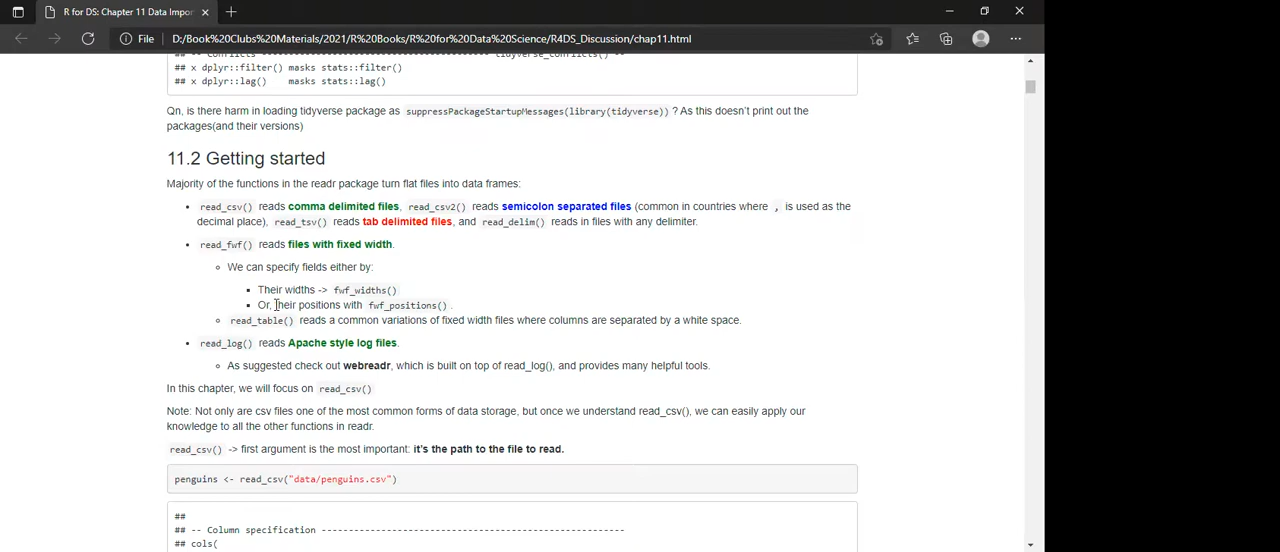 R for DS: Chapter 11 Data Impor
File D:/Book%20Clubs%20Materials/2021/R%20Books/R%20for%20Data%20Science/R4DS_Discussion/chap11.html
## -- Conflicts ------------------------------------------ tidyverse_conflicts() --
## x dplyr::filter() masks stats::filter()
## x dplyr::lag()    masks stats::lag()
Qn, is there harm in loading tidyverse package as suppressPackageStartupMessages(library(tidyverse)) ? As this doesn't print out the
packages(and their versions)
11.2 Getting started
Majority of the functions in the readr package turn flat files into data frames:
read_csv() reads comma delimited files, read_csv2() reads semicolon separated files (common in countries where , is used as the
decimal place), read_tsv() reads tab delimited files, and read_delim() reads in files with any delimiter.
read_fwf() reads files with fixed width.
We can specify fields either by:
Their widths -> fwf_widths()
Or, their positions with fwf_positions() .
read_table() reads a common variations of fixed width files where columns are separated by a white space.
read_log() reads Apache style log files.
As suggested check out webreadr, which is built on top of read_log(), and provides many helpful tools.
In this chapter, we will focus on read_csv()
Note: Not only are csv files one of the most common forms of data storage, but once we understand read_csv(), we can easily apply our
knowledge to all the other functions in readr.
read_csv() -> first argument is the most important: it's the path to the file to read.
penguins <- read_csv("data/penguins.csv")
##
## -- Column specification --------------------------------------------------------
## cols(